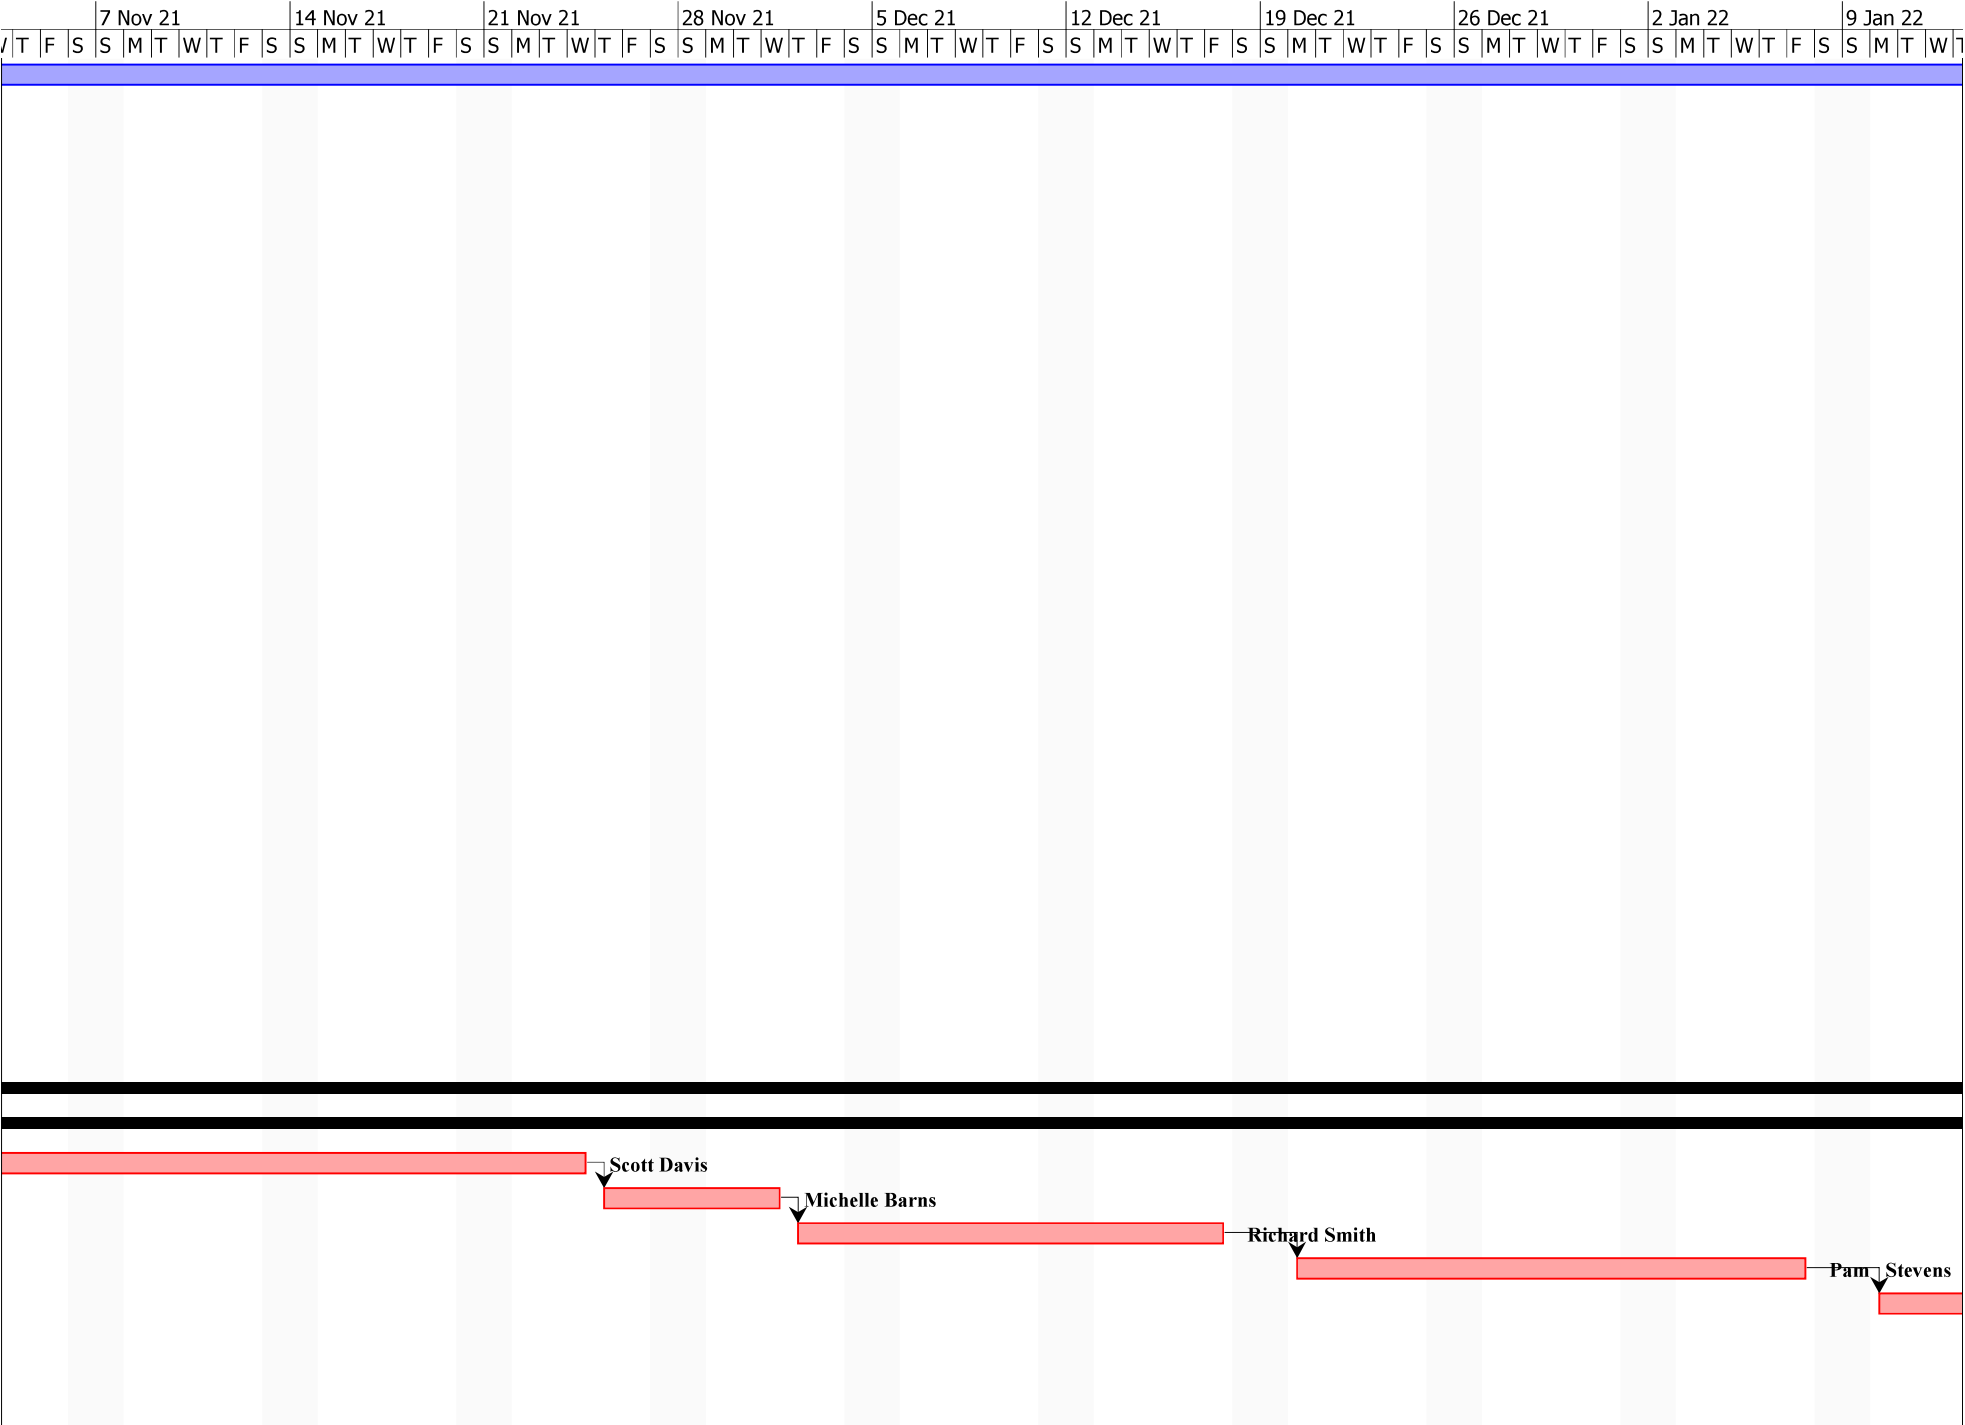 7 Nov 21 14 Nov 21 21 Nov 21 28 Nov 21 5 Dec 21 12 Dec 21 19 Dec 21 26 Dec 21 2 Jan 22 9 Jan 22
W T F S S M T W T F S S M T W T F S S M T W T F S S M T W T F S S M T W T F S S M T W T F S S M T W T F S S M T W T F S S M T W T F S S M T W T
Scott Davis
Michelle Barns
Richard Smith
Pam Stevens